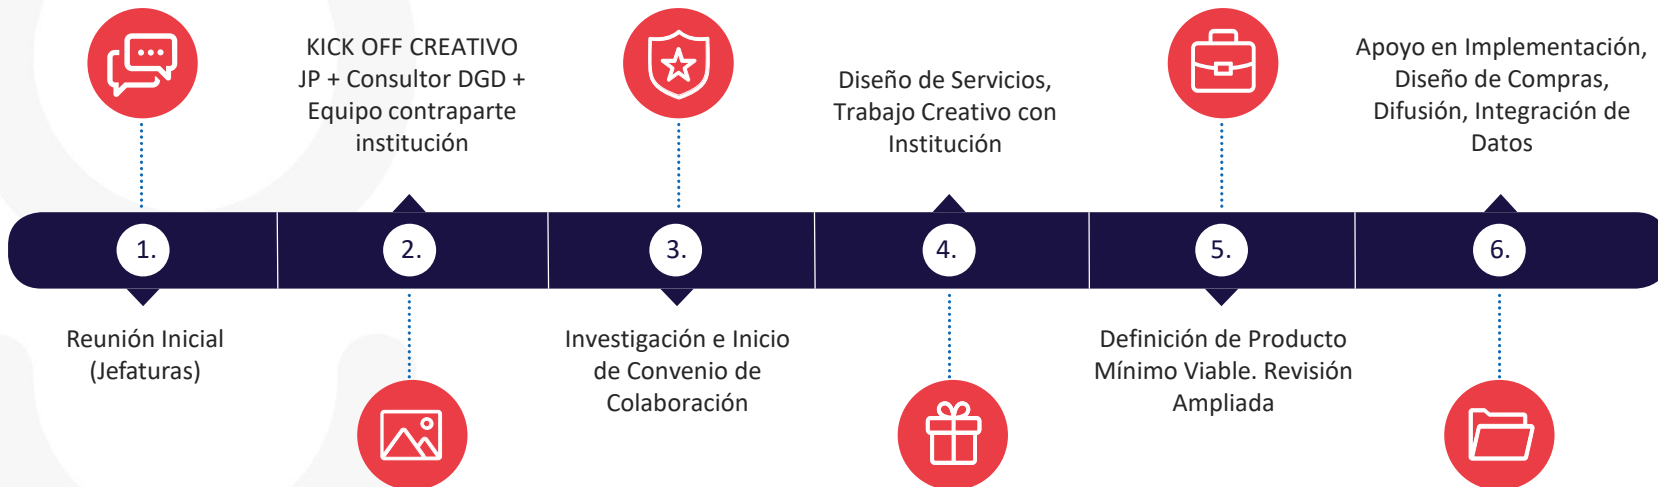 KICK OFF CREATIVO
JP + Consultor DGD +
Equipo contraparte
institución
Diseño de Servicios,
Trabajo Creativo con
Institución
Apoyo en Implementación,
Diseño de Compras,
Difusión, Integración de
Datos
1.
2.
3.
4.
5.
6.
Reunión Inicial
(Jefaturas)
Investigación e Inicio
de Convenio de
Colaboración
Definición de Producto
Mínimo Viable. Revisión
Ampliada